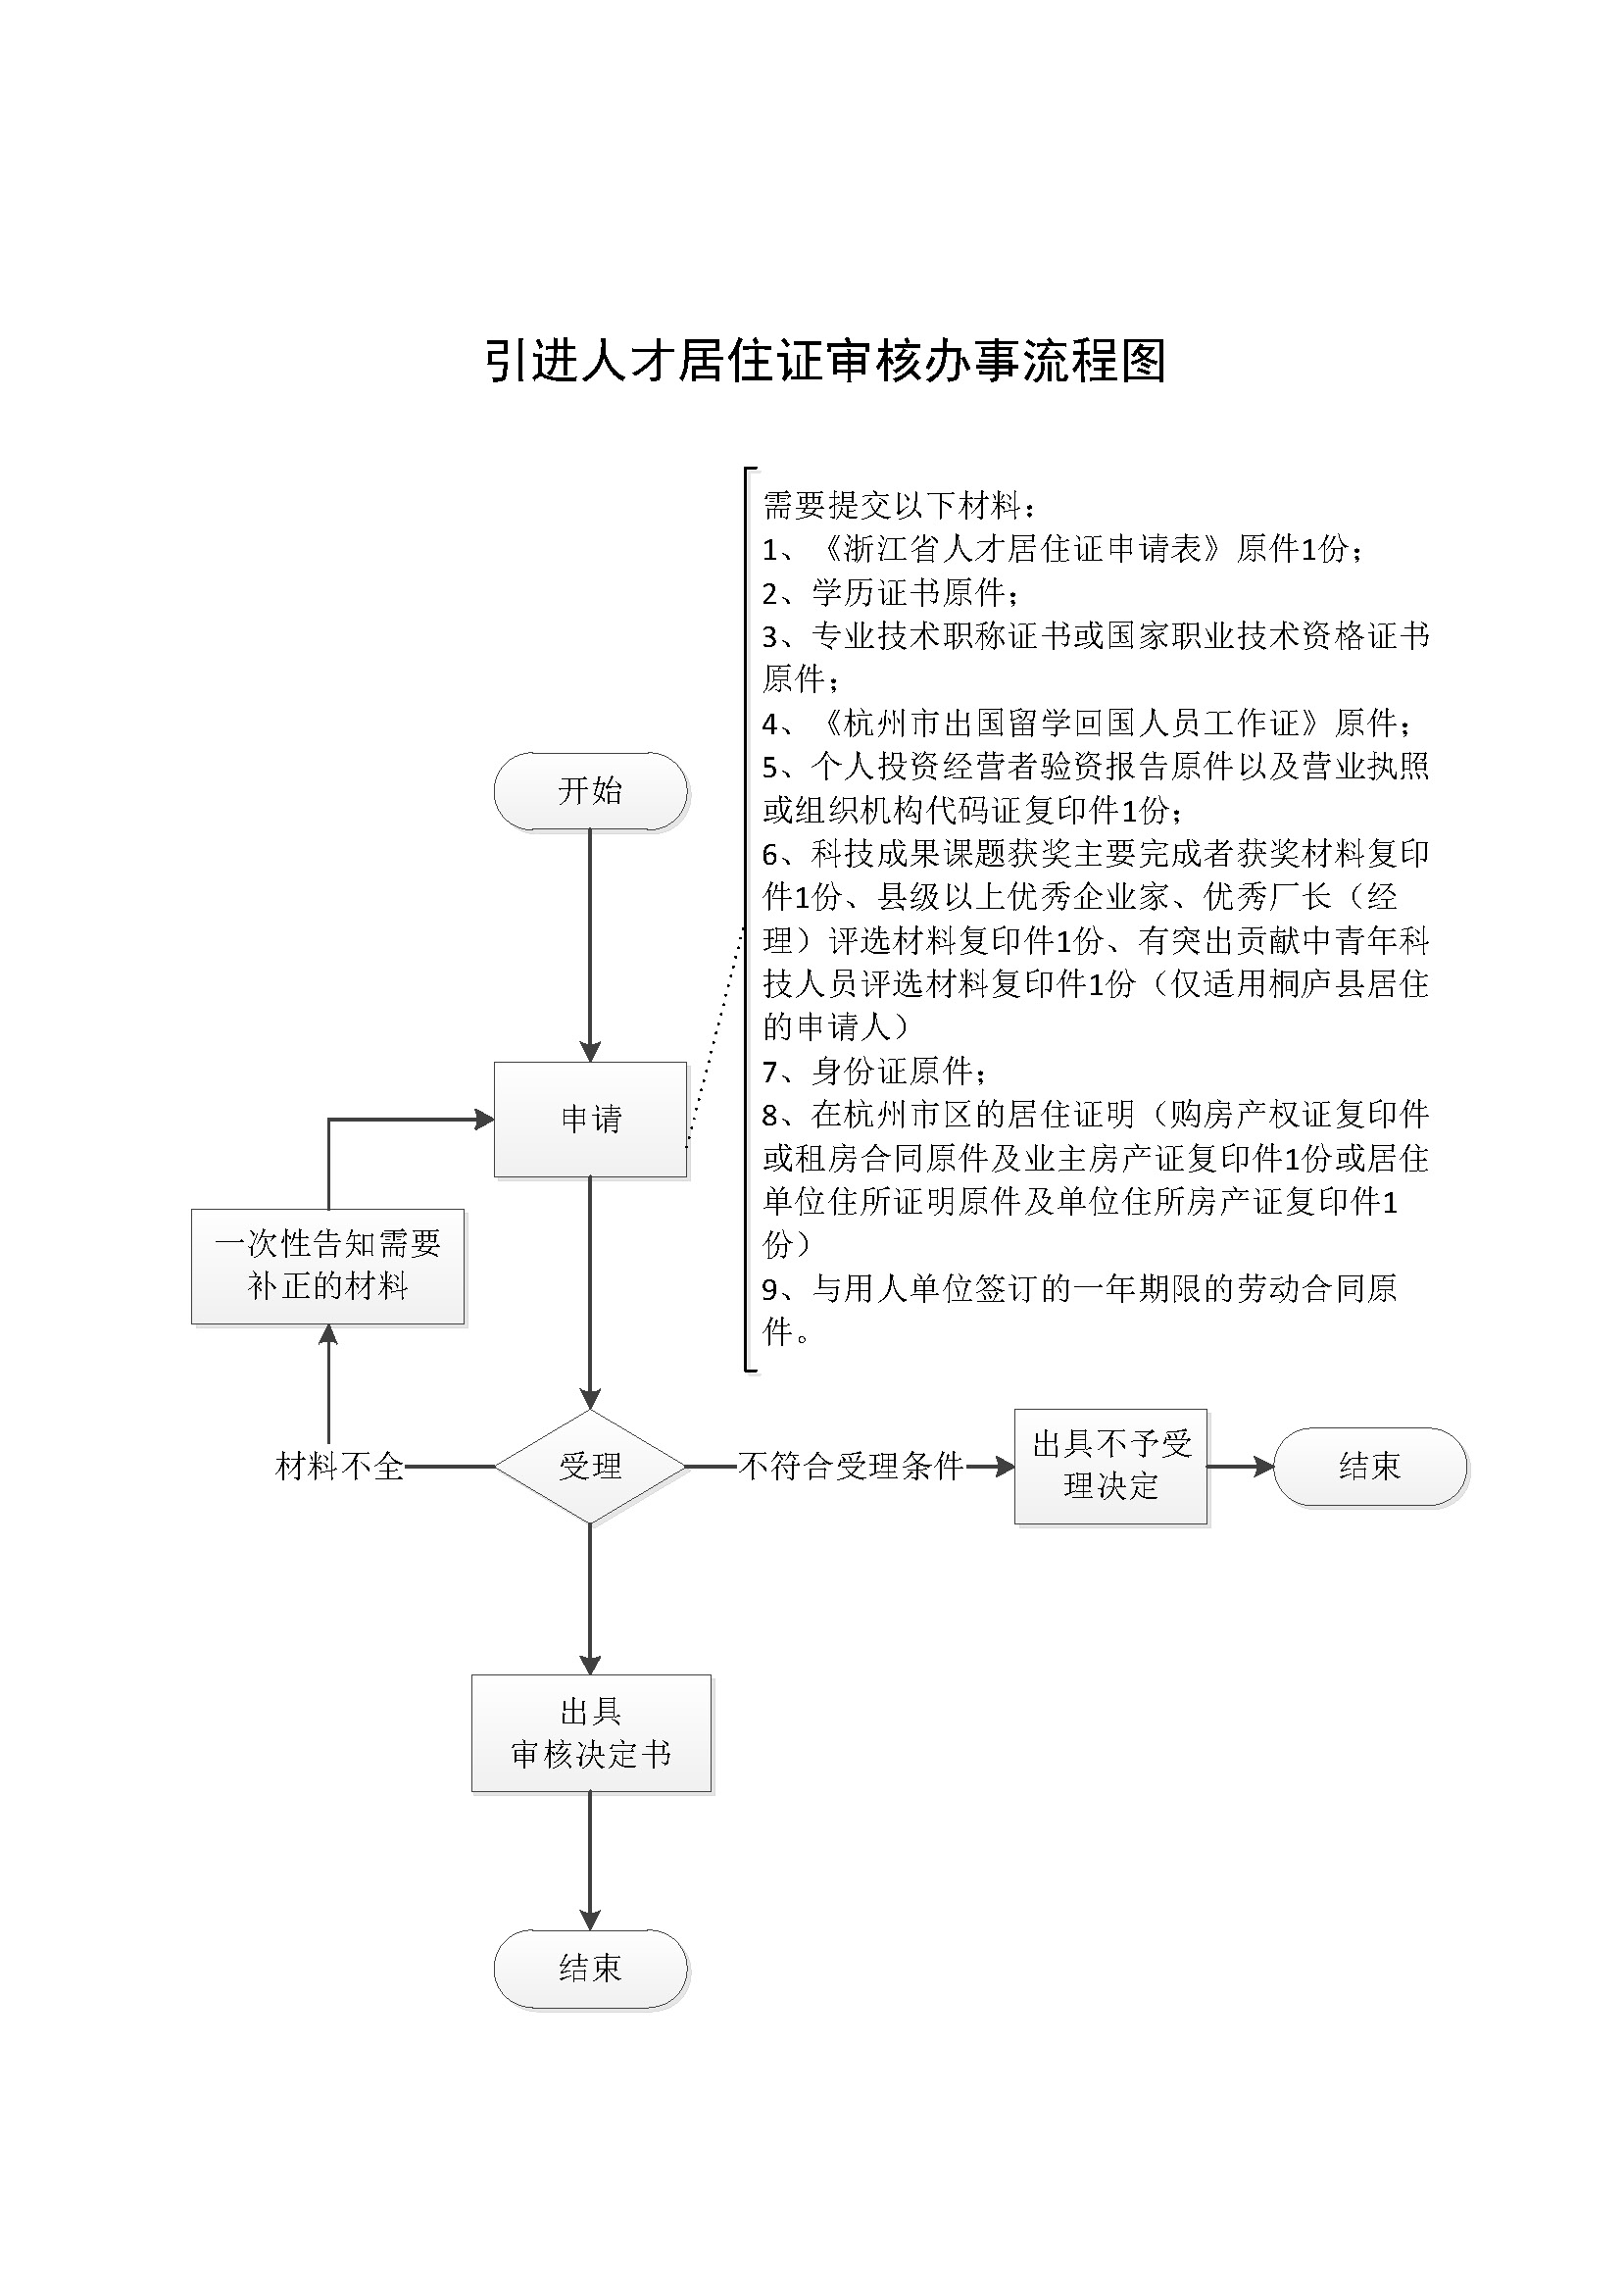 引进人才居住证审核办事流程图
需要提交以下材料：
1、《浙江省人才居住证申请表》原件1份；
2、学历证书原件；
3、专业技术职称证书或国家职业技术资格证书
原件；
4、《杭州市出国留学回国人员工作证》原件；
5、个人投资经营者验资报告原件以及营业执照
或组织机构代码证复印件1份；
6、科技成果课题获奖主要完成者获奖材料复印
件1份、县级以上优秀企业家、优秀厂长（经
理）评选材料复印件1份、有突出贡献中青年科
技人员评选材料复印件1份（仅适用桐庐县居住
的申请人）
7、身份证原件；
8、在杭州市区的居住证明（购房产权证复印件
或租房合同原件及业主房产证复印件1份或居住
单位住所证明原件及单位住所房产证复印件1
份）
9、与用人单位签订的一年期限的劳动合同原
件。
开始
申请
一次性告知需要
补正的材料
材料不全
受理
不符合受理条件
出具不予受
理决定
结束
出具
审核决定书
结束